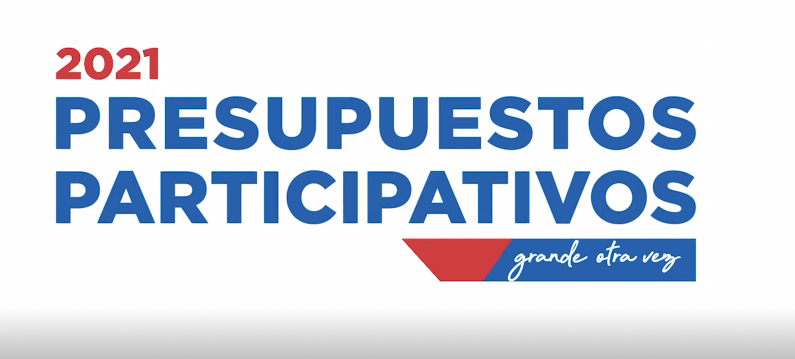 2021
PRESUPUESTOS
PARTICIPATIVOS
grande otra vez